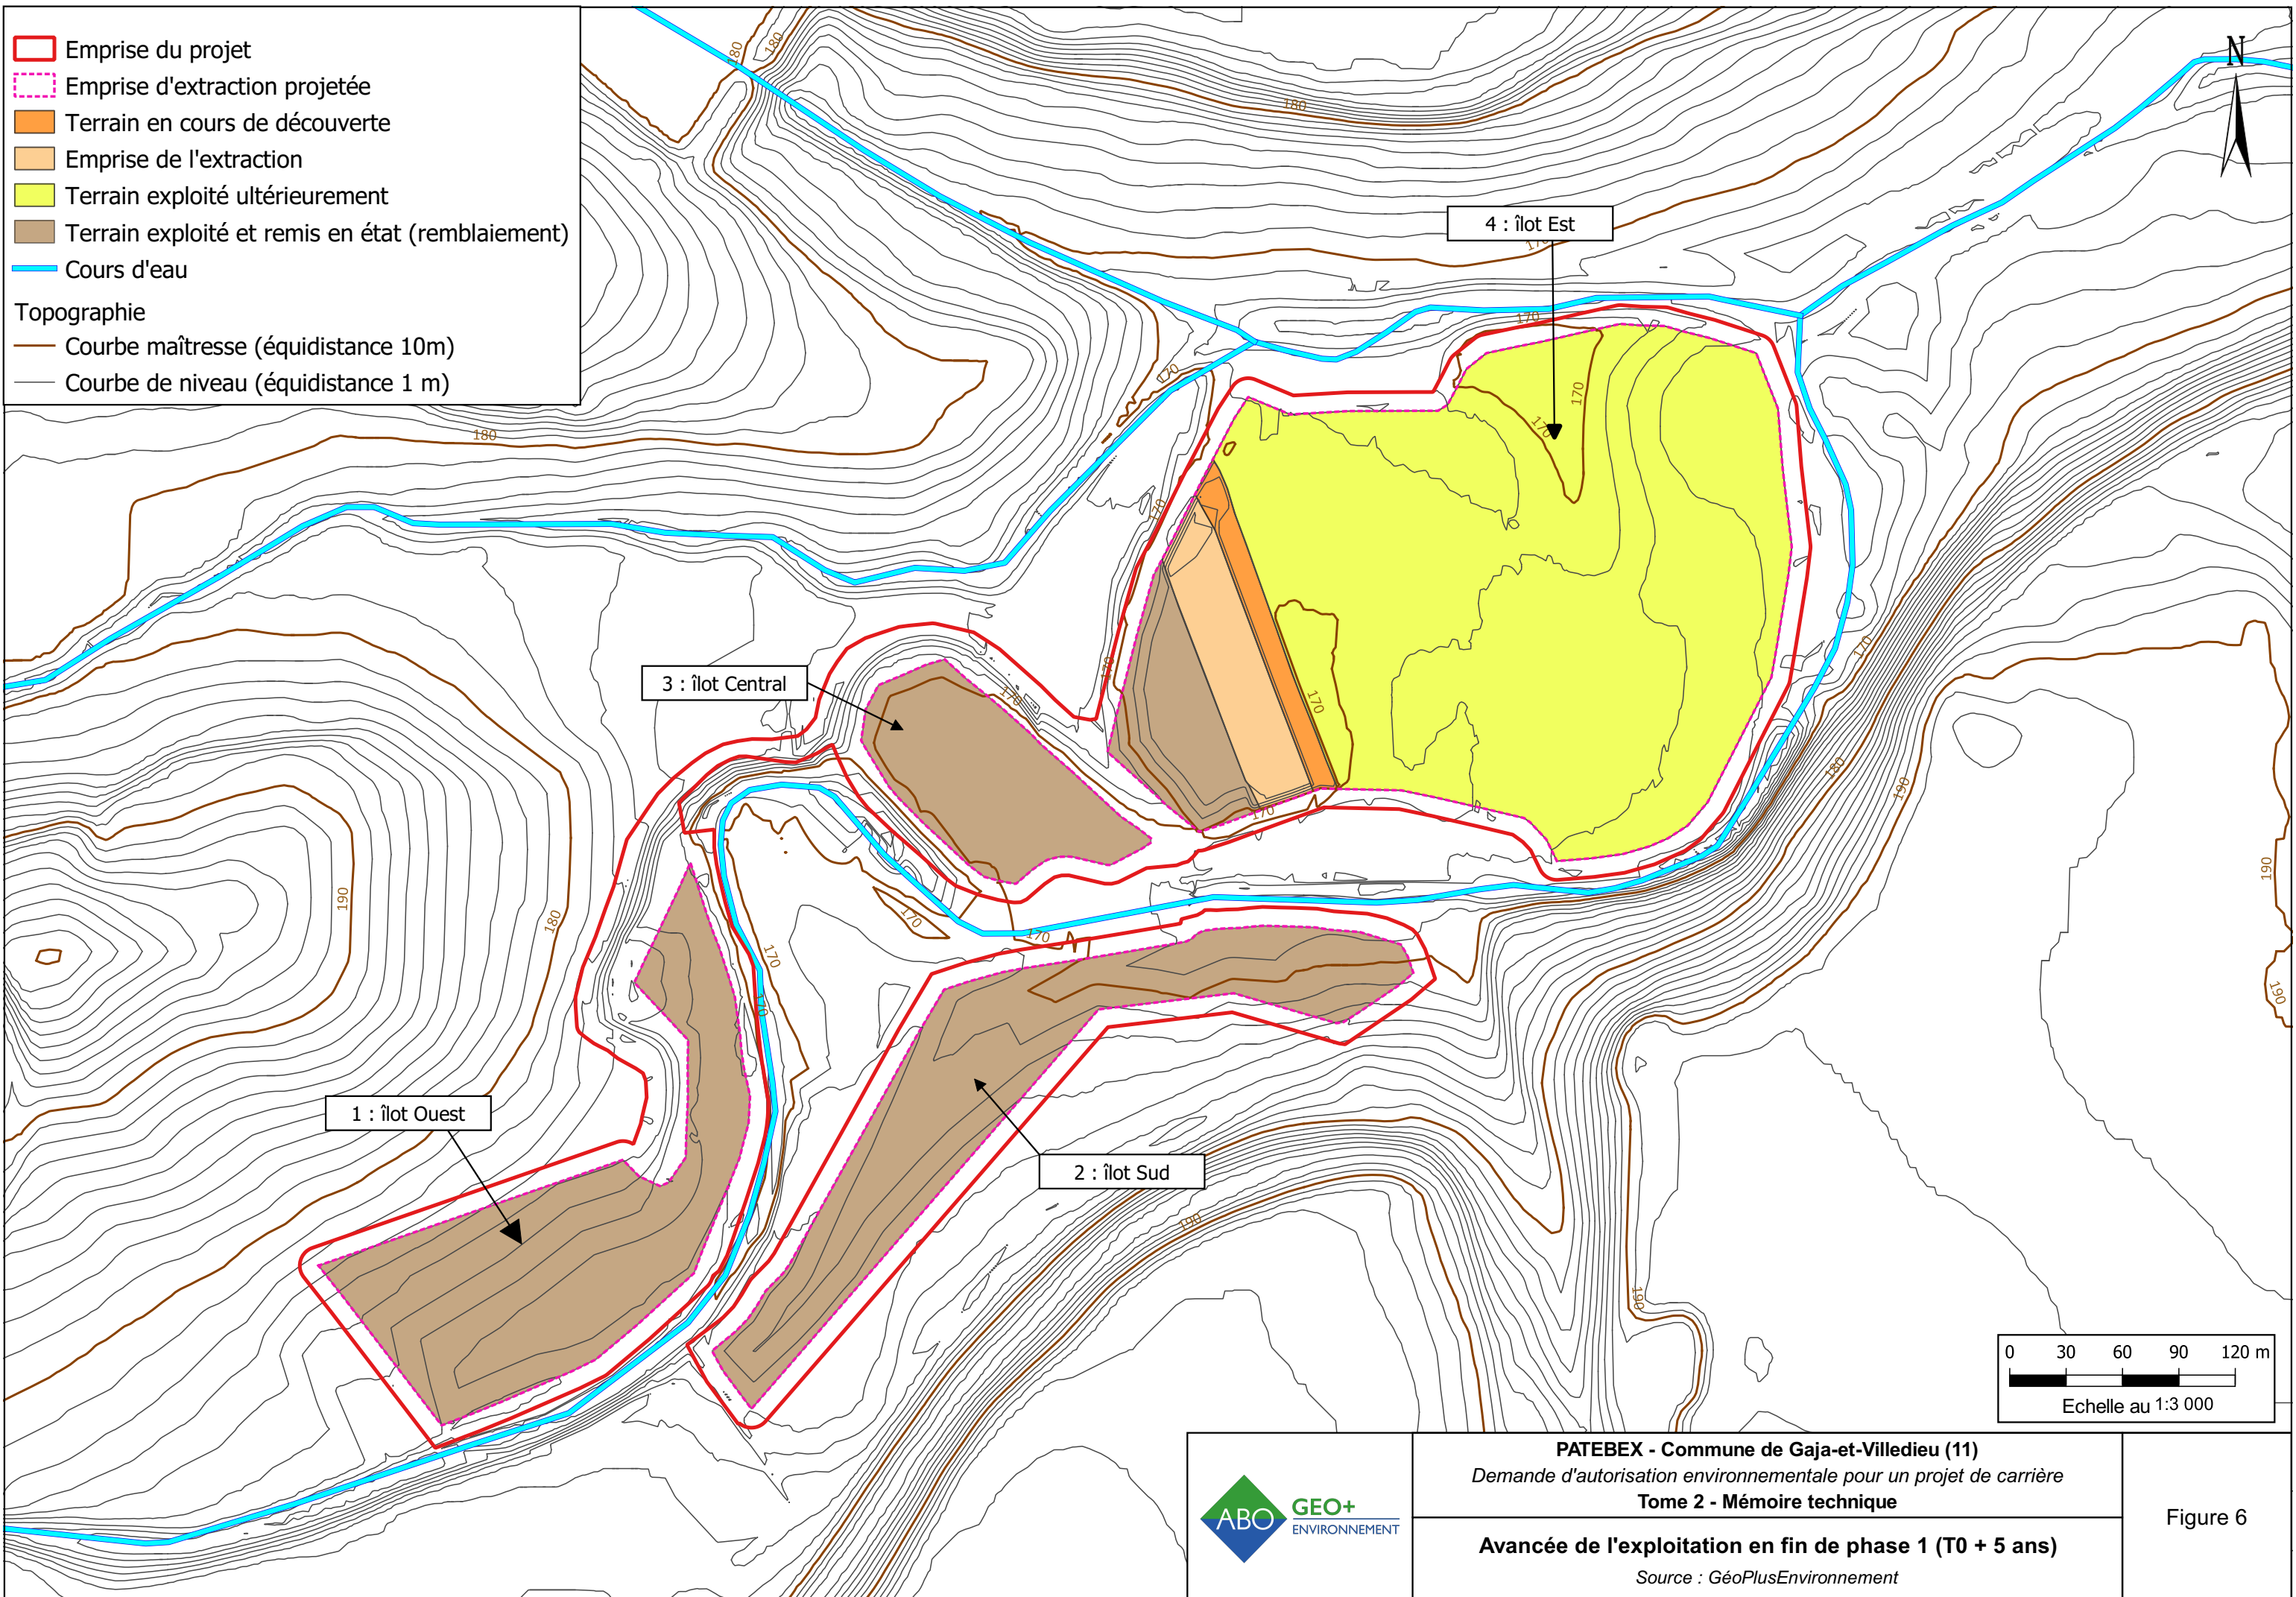 Emprise du projet
Emprise d'extraction projetée
Terrain en cours de découverte
Emprise de l'extraction
Terrain exploité ultérieurement
Terrain exploité et remis en état (remblaiement)
Cours d'eau
Topographie
Courbe maîtresse (équidistance 10m)
Courbe de niveau (équidistance 1 m)
N
180
180
180
4 : îlot Est
170
170
170
170
170
180
170
170
3 : îlot Central
170
170
170
170
180
190
190
180
190
170
170
170
170
190
190
1 : îlot Ouest
2 : îlot Sud
190
190
0 30 60 90 120 m
Echelle au 1:3 000
ABO
GEO+
ENVIRONNEMENT
PATEBEX - Commune de Gaja-et-Villedieu (11)
Demande d'autorisation environnementale pour un projet de carrière
Tome 2 - Mémoire technique
Avancée de l'exploitation en fin de phase 1 (T0 + 5 ans)
Source : GéoPlusEnvironnement
Figure 6